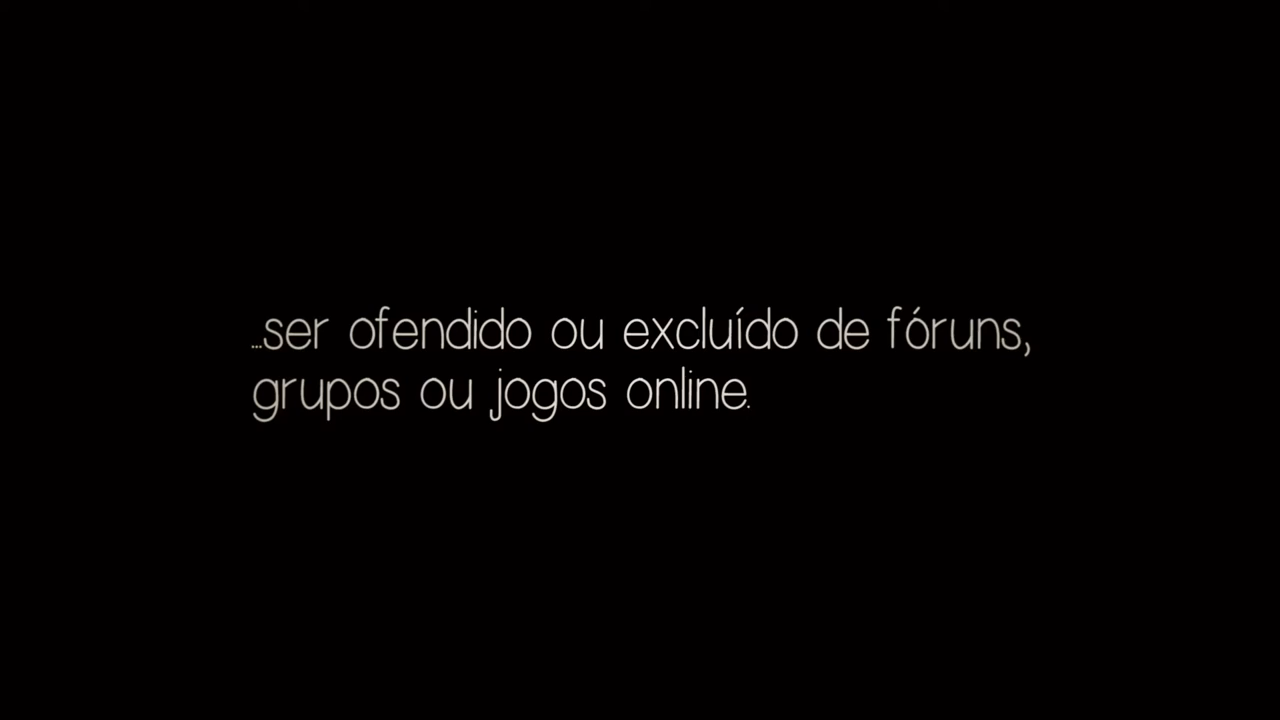 ...ser ofendido ou excluído de fóruns,
grupos ou jogos online.